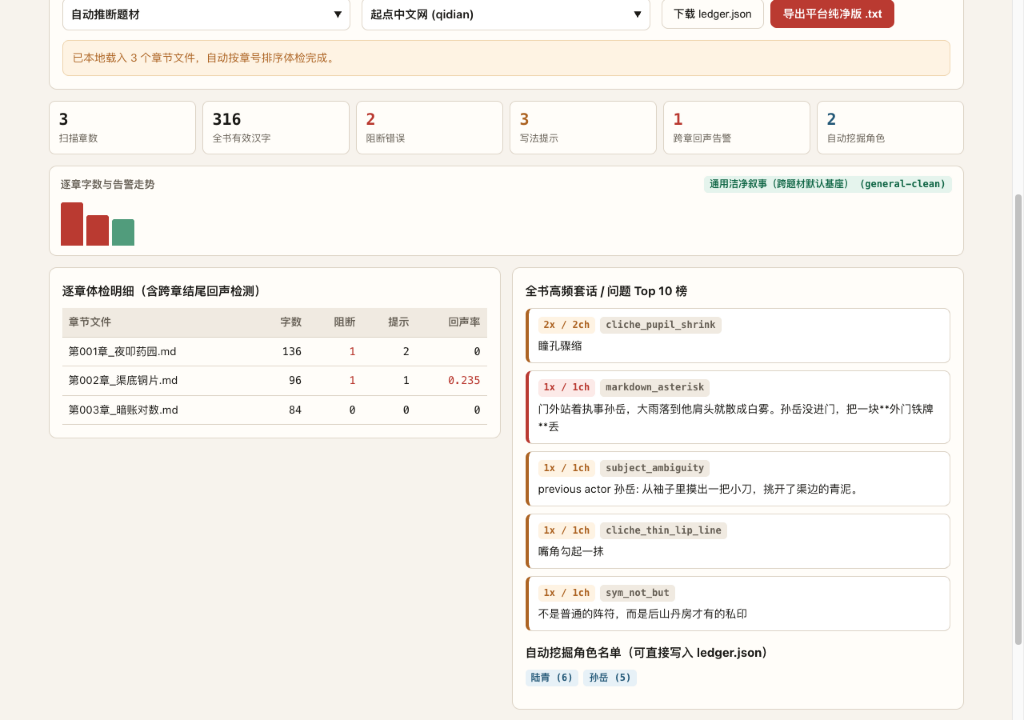 自动推断题材 ▼ 起点中文网 (qidian) ▼ 下载 ledger.json 导出平台纯净版 .txt
已本地载入 3 个章节文件，自动按章号排序体检完成。
3 316 2 3 1 2
扫描章数 全书有效汉字 阻断错误 写法提示 跨章回声告警 自动挖掘角色
逐章字数与告警走势 通用洁净叙事（跨题材默认基座） (general-clean)
逐章体检明细（含跨章结尾回声检测）
章节文件 字数 阻断 提示 回声率
第001章_夜叩药园.md 136 1 2 0
第002章_渠底铜片.md 96 1 1 0.235
第003章_暗账对数.md 84 0 0 0
全书高频套话 / 问题 Top 10 榜
2x / 2ch cliche_pupil_shrink
瞳孔骤缩
1x / 1ch markdown_asterisk
门外站着执事孙岳，大雨落到他肩头就散成白雾。孙岳没进门，把一块**外门铁牌
**丢
1x / 1ch subject_ambiguity
previous actor 孙岳: 从袖子里摸出一把小刀，挑开了渠边的青泥。
1x / 1ch cliche_thin_lip_line
嘴角勾起一抹
1x / 1ch sym_not_but
不是普通的阵符，而是后山丹房才有的私印
自动挖掘角色名单（可直接写入 ledger.json）
陆青 (6) 孙岳 (5)